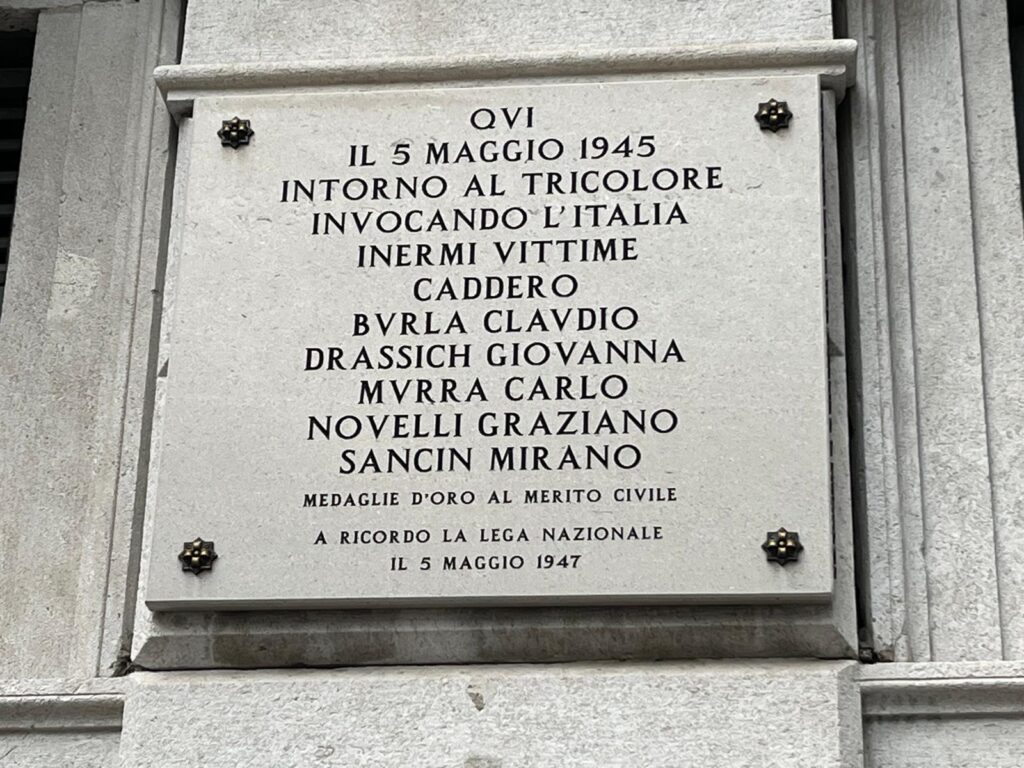 QVI
IL 5 MAGGIO 1945
INTORNO AL TRICOLORE
INVOCANDO L'ITALIA
INERMI VITTIME
CADDERO
BVRLA CLAVDIO
DRASSICH GIOVANNA
MVRRA CARLO
NOVELLI GRAZIANO
SANCIN MIRANO
MEDAGLIE D'ORO AL MERITO CIVILE
A RICORDO LA LEGA NAZIONALE
IL 5 MAGGIO 1947